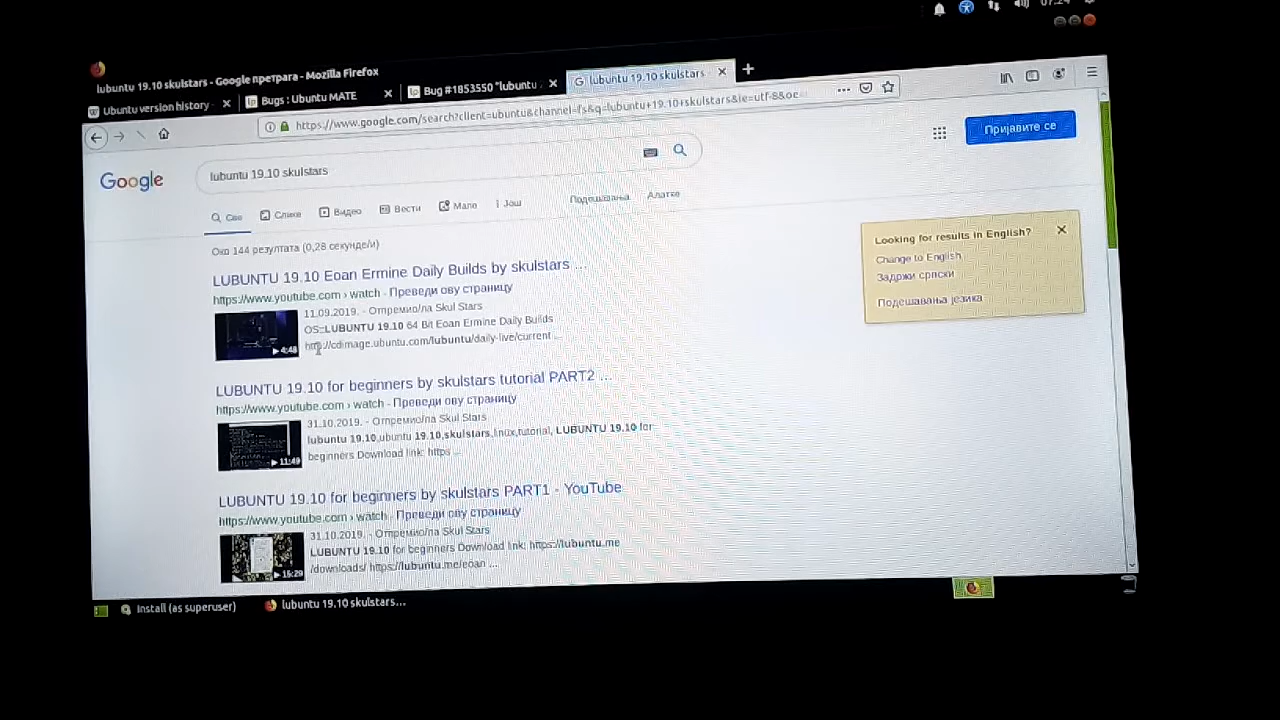 07:24
lubuntu 19.10 skulstars - Google претрага - Mozilla Firefox
Ubuntu version history
Bugs : Ubuntu MATE
Bug #1853550 "lubuntu
lubuntu 19.10 skulstars
https://www.google.com/search?client=ubuntu&channel=fs&q=lubuntu+19.10+skulstars&ie=utf-8&oe=
Google
lubuntu 19.10 skulstars
Пријавите се
Све
Слике
Видео
Вести
Мапе
Још
Подешавања
Алатке
Око 144 резултата (0,28 секунде/и)
Looking for results in English?
Change to English
Задржи српски
Подешавања језика
LUBUNTU 19.10 Eoan Ermine Daily Builds by skulstars ...
https://www.youtube.com › watch - Преведи ову страницу
11.09.2019. - Отпремио/ла Skul Stars
OS::LUBUNTU 19.10 64 Bit Eoan Ermine Daily Builds
http://cdimage.ubuntu.com/lubuntu/daily-live/current ...
4:48
LUBUNTU 19.10 for beginners by skulstars tutorial PART2 ...
https://www.youtube.com › watch - Преведи ову страницу
31.10.2019. - Отпремио/ла Skul Stars
lubuntu 19.10,ubuntu 19.10,skulstars,linux,tutorial, LUBUNTU 19.10 for
beginners Download link: https ...
11:49
LUBUNTU 19.10 for beginners by skulstars PART1 - YouTube
https://www.youtube.com › watch - Преведи ову страницу
31.10.2019. - Отпремио/ла Skul Stars
LUBUNTU 19.10 for beginners Download link: https://lubuntu.me
/downloads/ https://lubuntu.me/eoan ...
15:29
Install (as superuser)
lubuntu 19.10 skulstars...